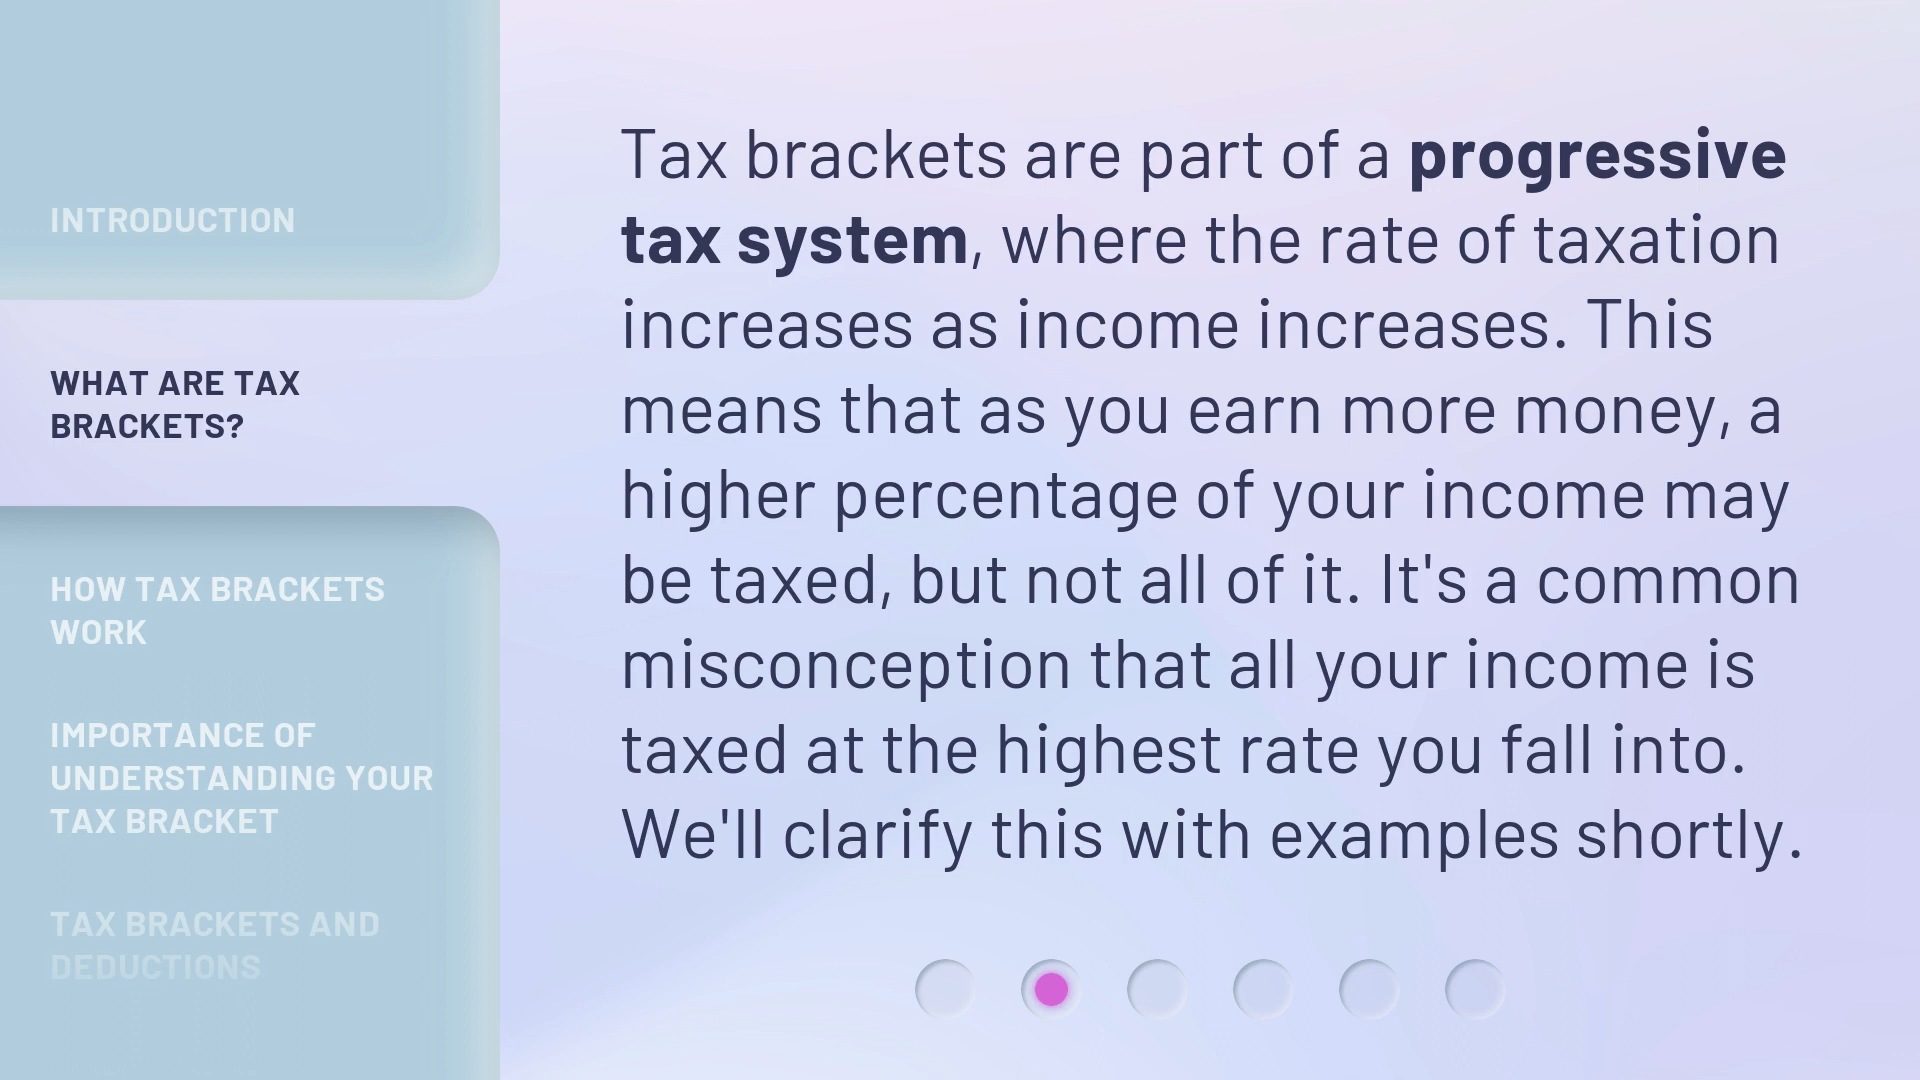 INTRODUCTION
WHAT ARE TAX
BRACKETS?
HOW TAX BRACKETS
WORK
IMPORTANCE OF
UNDERSTANDING YOUR
TAX BRACKET
TAX BRACKETS AND
DEDUCTIONS
Tax brackets are part of a progressive
tax system, where the rate of taxation
increases as income increases. This
means that as you earn more money, a
higher percentage of your income may
be taxed, but not all of it. It's a common
misconception that all your income is
taxed at the highest rate you fall into.
We'll clarify this with examples shortly.